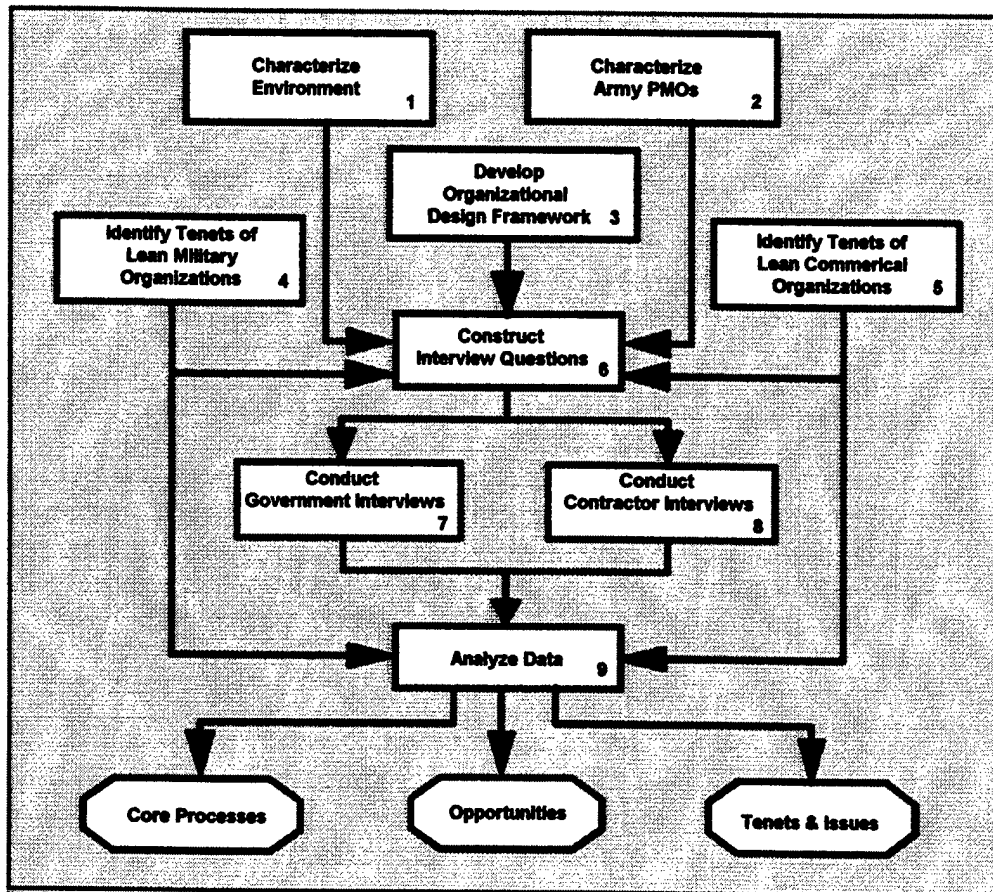 Characterize
Environment
1
Characterize
Army PMOs
2
Develop
Organizational
Design Framework 3
Identify Tenets of
Lean Military
Organizations 4
Identify Tenets of
Lean Commerical
Organizations 5
Construct
Interview Questions
6
Conduct
Government Interviews
7
Conduct
Contractor Interviews
8
Analyze Data
9
Core Processes
Opportunities
Tenets & Issues